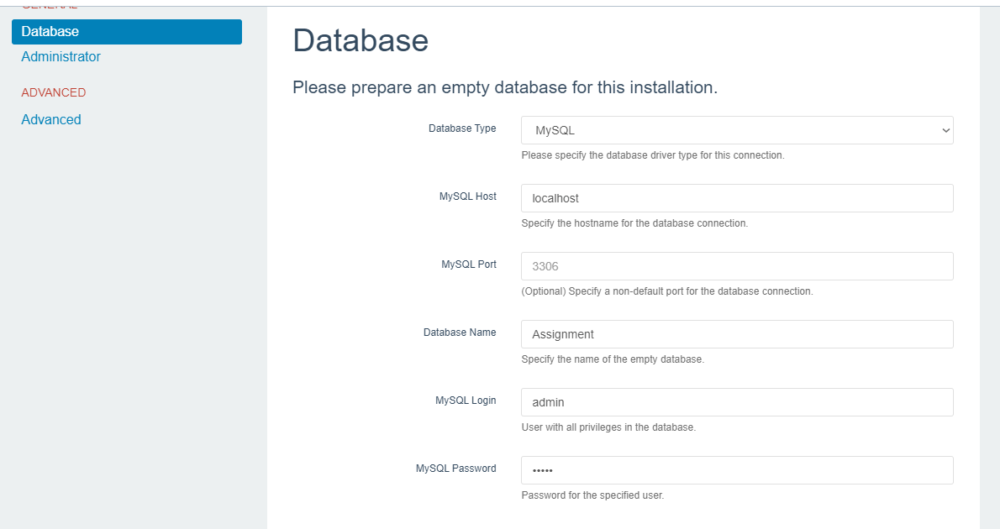 GENERAL
Database
Administrator
ADVANCED
Advanced
Database
Please prepare an empty database for this installation.
Database Type
MySQL
Please specify the database driver type for this connection.
MySQL Host
localhost
Specify the hostname for the database connection.
MySQL Port
3306
(Optional) Specify a non-default port for the database connection.
Database Name
Assignment
Specify the name of the empty database.
MySQL Login
admin
User with all privileges in the database.
MySQL Password
•••••
Password for the specified user.